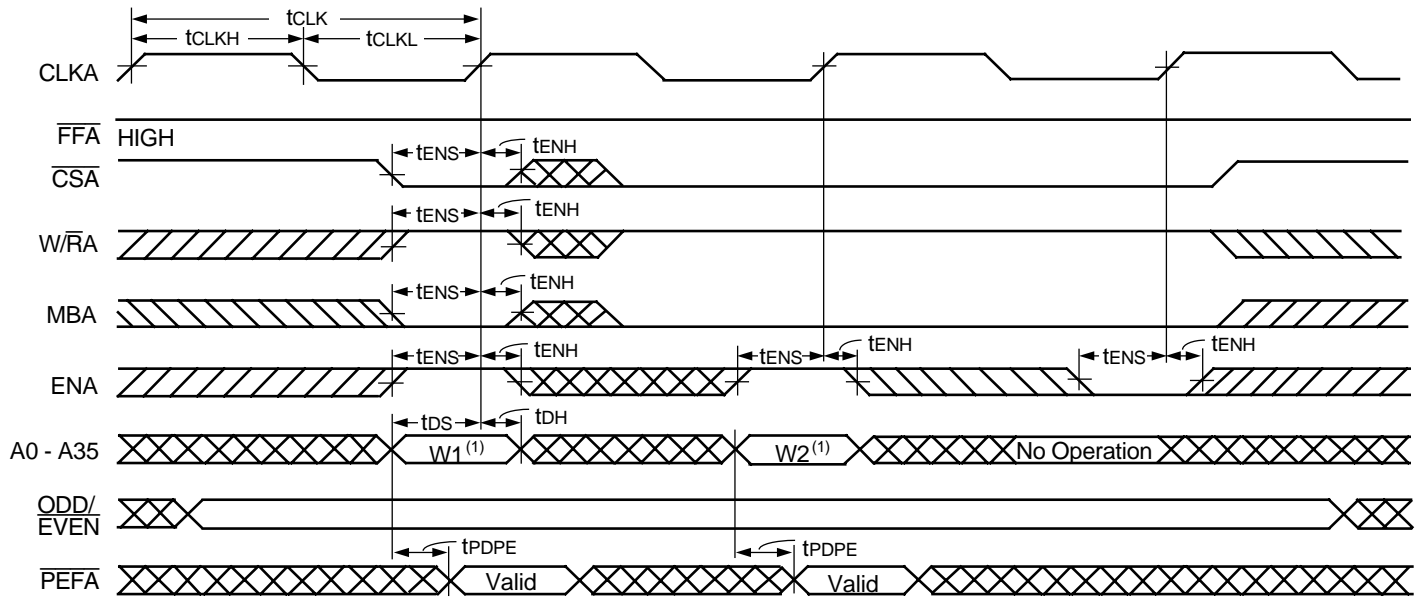 tCLK
tCLKH tCLKL
CLKA
FFA HIGH
tENS tENH
CSA
tENS tENH
W/RA
tENS tENH
MBA
tENS tENH tENS tENH tENS tENH
ENA
tDS tDH
A0 - A35 W1(1) W2(1) No Operation
ODD/
EVEN
tPDPE tPDPE
PEFA Valid Valid